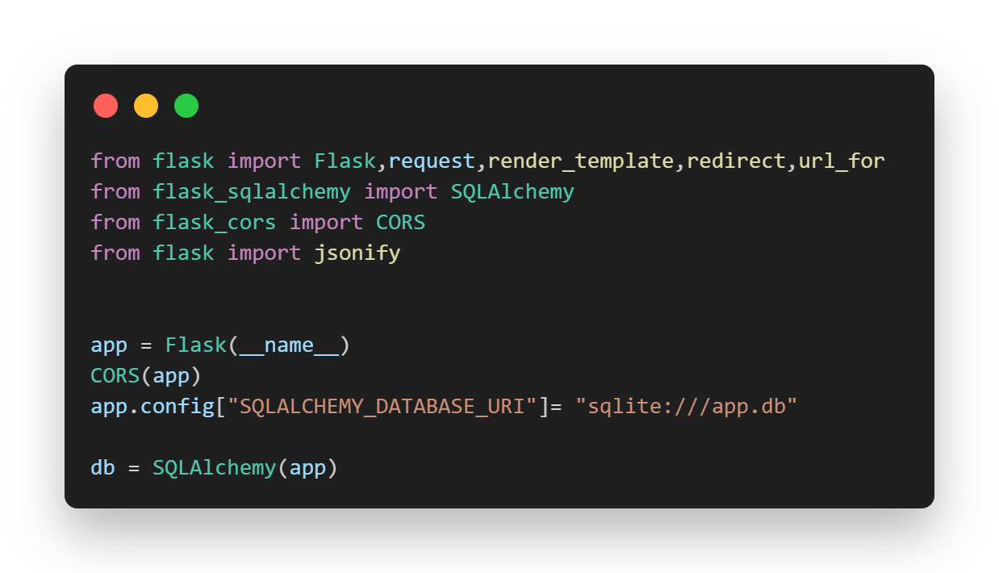 from flask import Flask,request,render_template,redirect,url_for
from flask_sqlalchemy import SQLAlchemy
from flask_cors import CORS
from flask import jsonify
app = Flask(__name__)
CORS(app)
app.config["SQLALCHEMY_DATABASE_URI"]= "sqlite:///app.db"
db = SQLAlchemy(app)